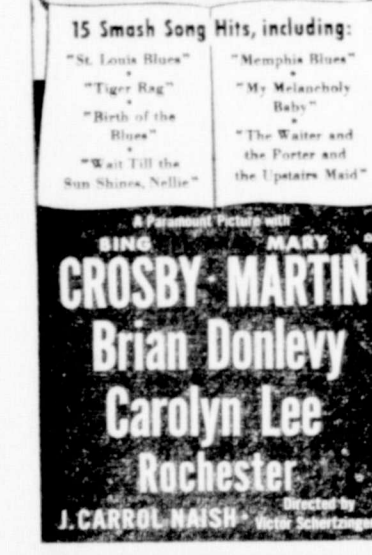 15 Smash Song Hits, including:
"St. Louis Blues"
"Tiger Rag"
"Birth of the
Blues"
"Wait Till the
Sun Shines, Nellie"
"Memphis Blues"
"My Melancholy
Baby"
"The Waiter and
the Porter and
the Upstairs Maid"
A Paramount Picture with
BING MARY
CROSBY · MARTIN
Brian Donlevy
Carolyn Lee
Rochester
J. CARROL NAISH · Directed by
Victor Schertzinger